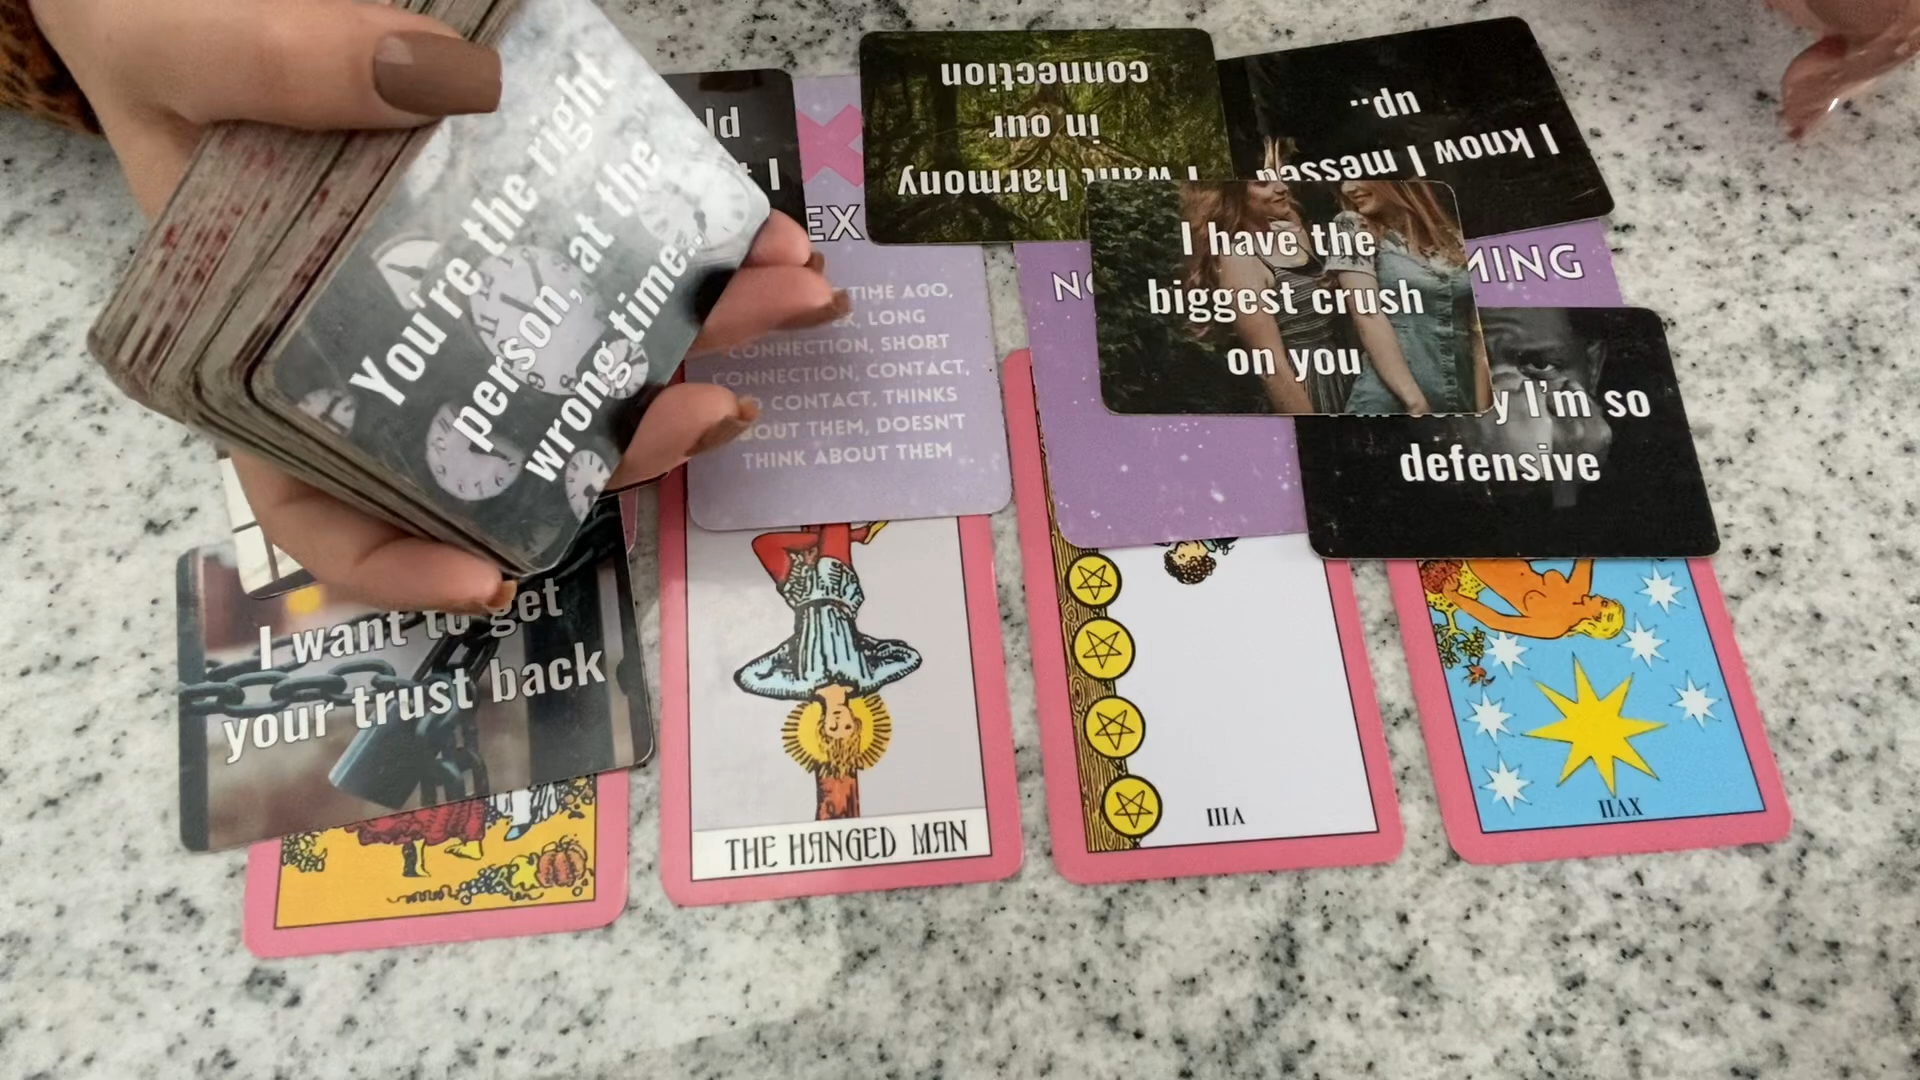 You're the right
person, at the
wrong time...
I want harmony
in our
connection
I know I messed
up..
EX
TIME AGO,
EX, LONG
CONNECTION, SHORT
CONNECTION, CONTACT,
CONTACT, THINKS
ABOUT THEM, DOESN'T
THINK ABOUT THEM
I have the
biggest crush
on you
I'm so
defensive
I want to get
your trust back
THE HANGED MAN
VIII
XVII